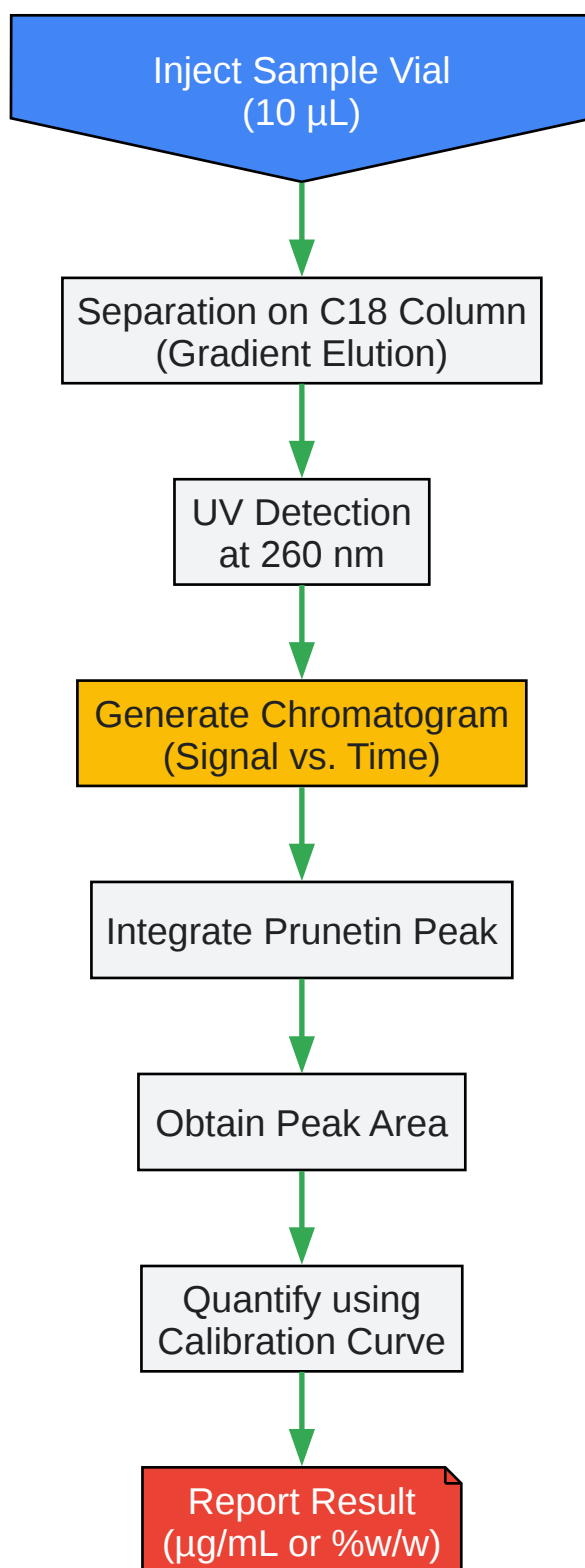 Inject Sample Vial
(10 µL)
Separation on C18 Column
(Gradient Elution)
UV Detection
at 260 nm
Generate Chromatogram
(Signal vs. Time)
Integrate Prunetin Peak
Obtain Peak Area
Quantify using
Calibration Curve
Report Result
(µg/mL or %w/w)